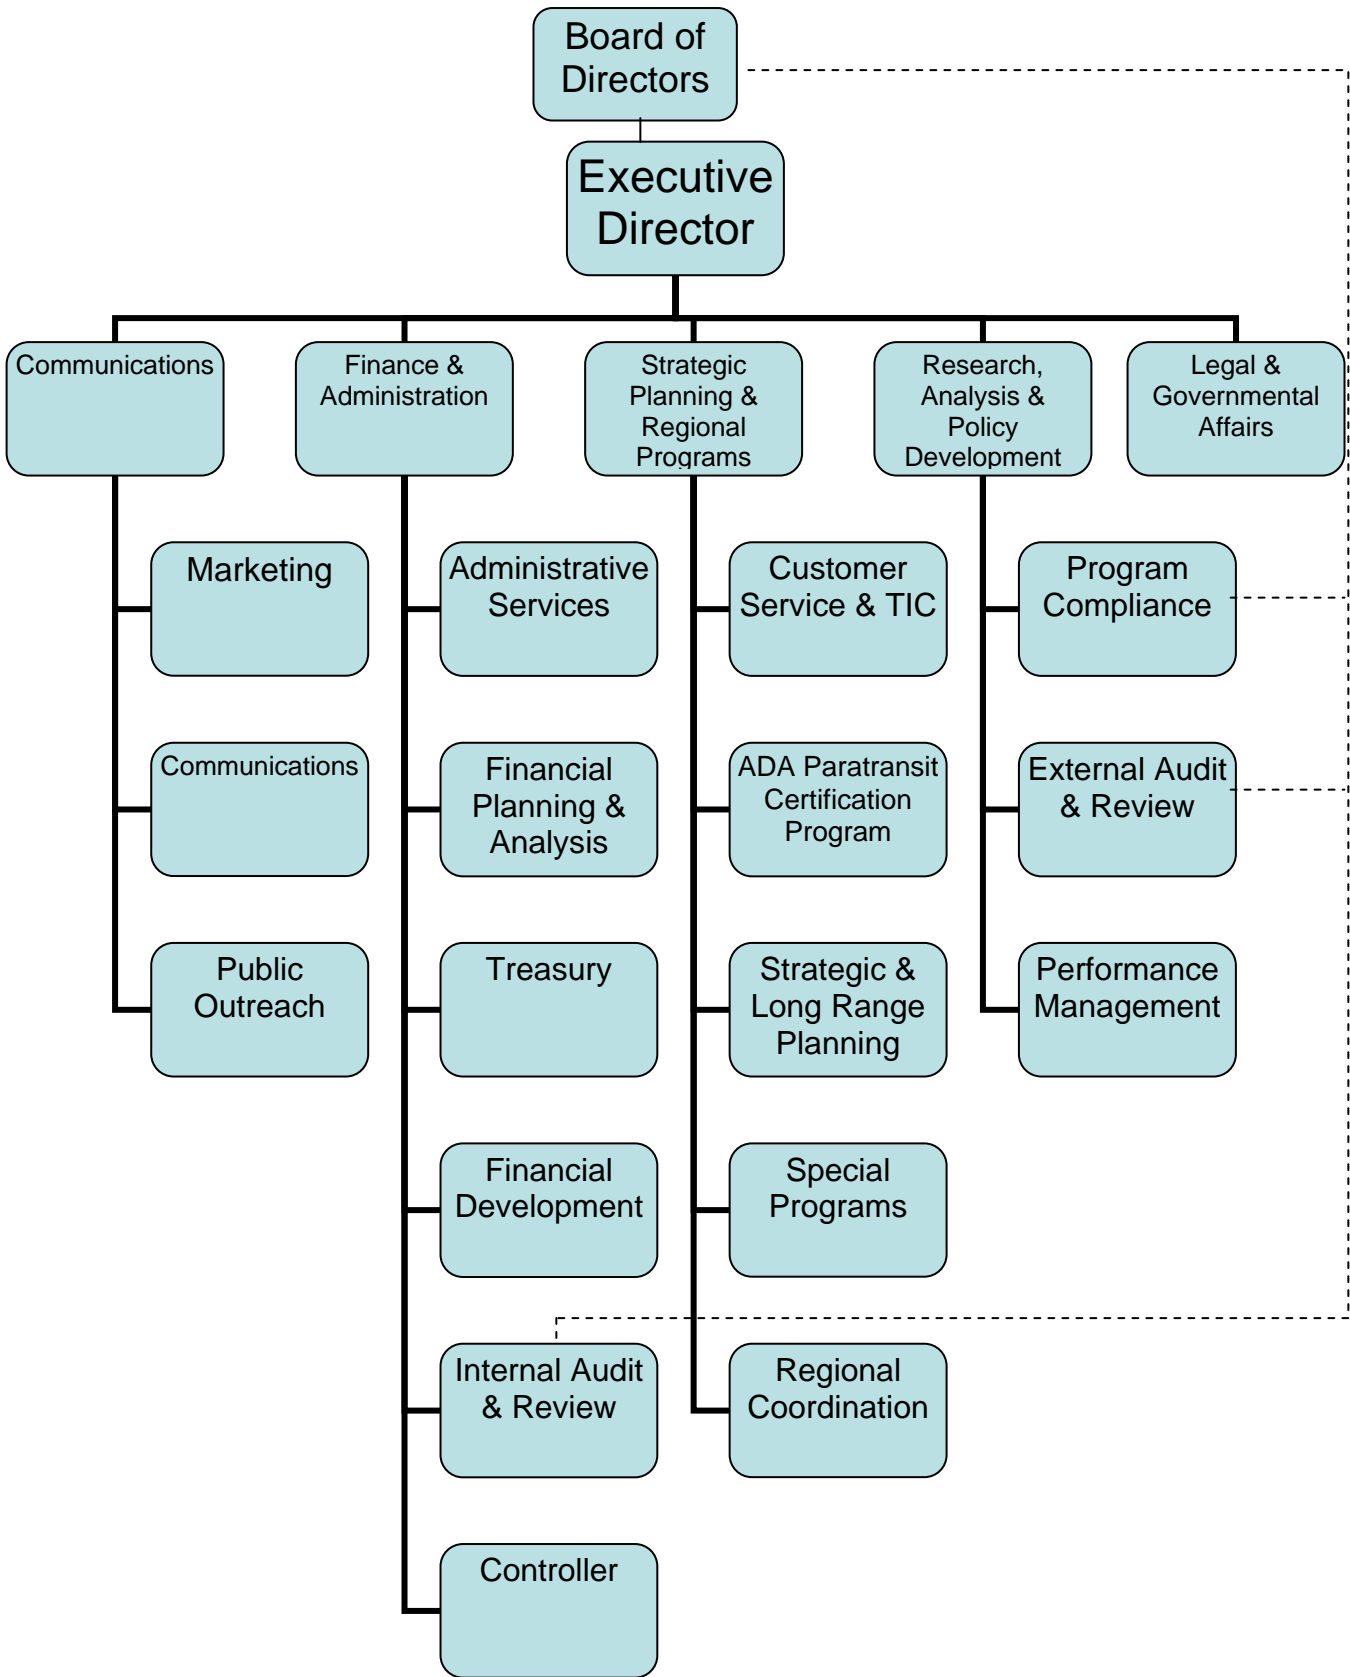 Board of
Directors
Executive
Director
Communications
Finance &
Administration
Strategic
Planning &
Regional
Programs
Research,
Analysis &
Policy
Development
Legal &
Governmental
Affairs
Marketing
Administrative
Services
Customer
Service & TIC
Program
Compliance
Communications
Financial
Planning &
Analysis
ADA Paratransit
Certification
Program
External Audit
& Review
Public
Outreach
Treasury
Strategic &
Long Range
Planning
Performance
Management
Financial
Development
Special
Programs
Internal Audit
& Review
Regional
Coordination
Controller